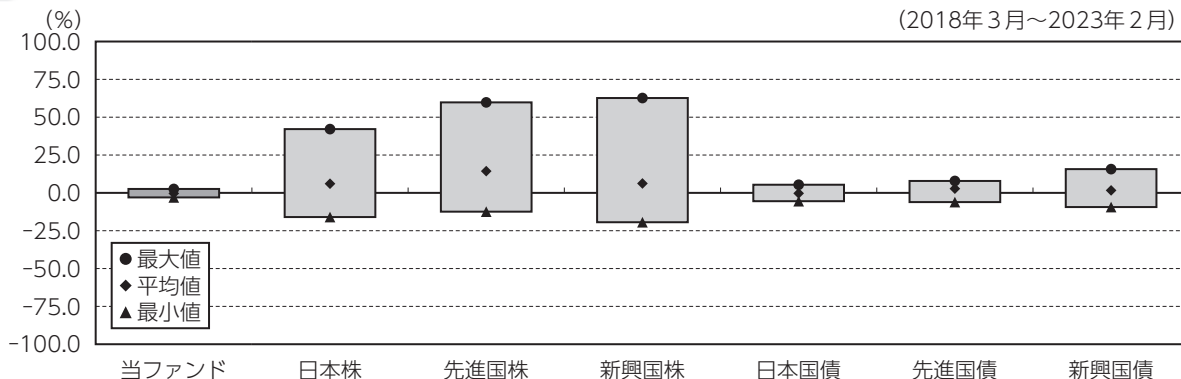 (%)
(2018年3月~2023年2月)
100.0
75.0
50.0
25.0
0.0
-25.0
-50.0
-75.0
-100.0
●最大値
◆平均値
▲最小値
当ファンド 日本株 先進国株 新興国株 日本国債 先進国債 新興国債